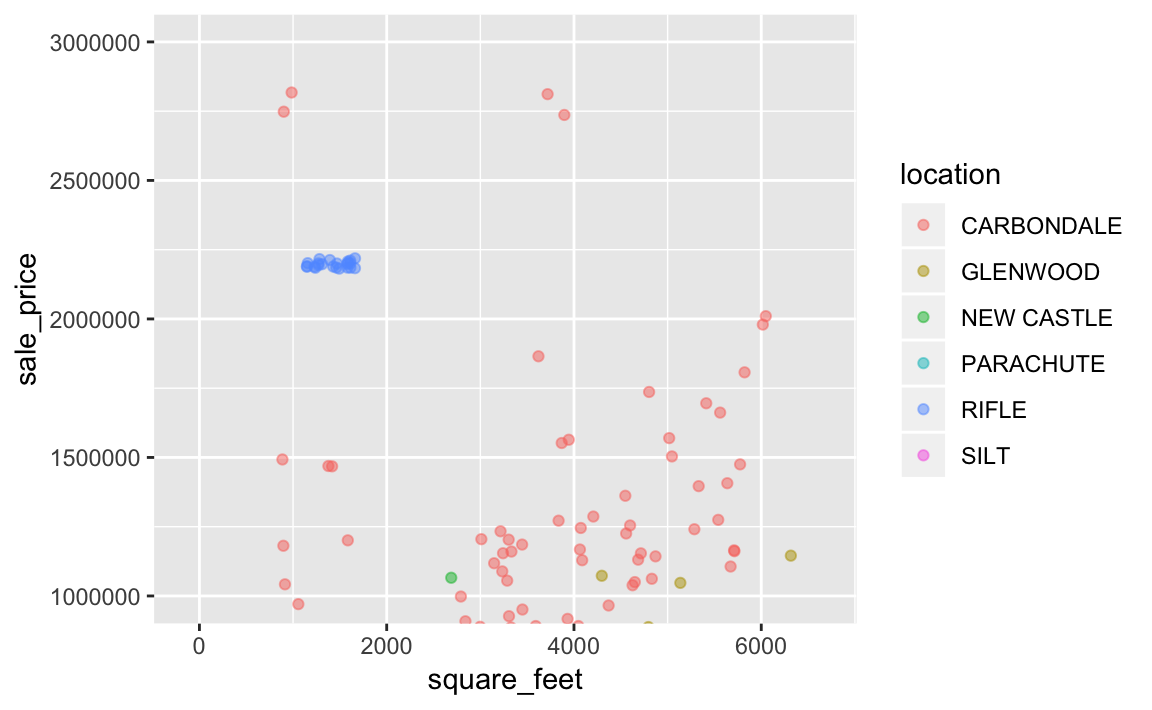 3000000
2500000
2000000
1500000
1000000
sale_price
0 2000 4000 6000
square_feet
location
CARBONDALE
GLENWOOD
NEW CASTLE
PARACHUTE
RIFLE
SILT